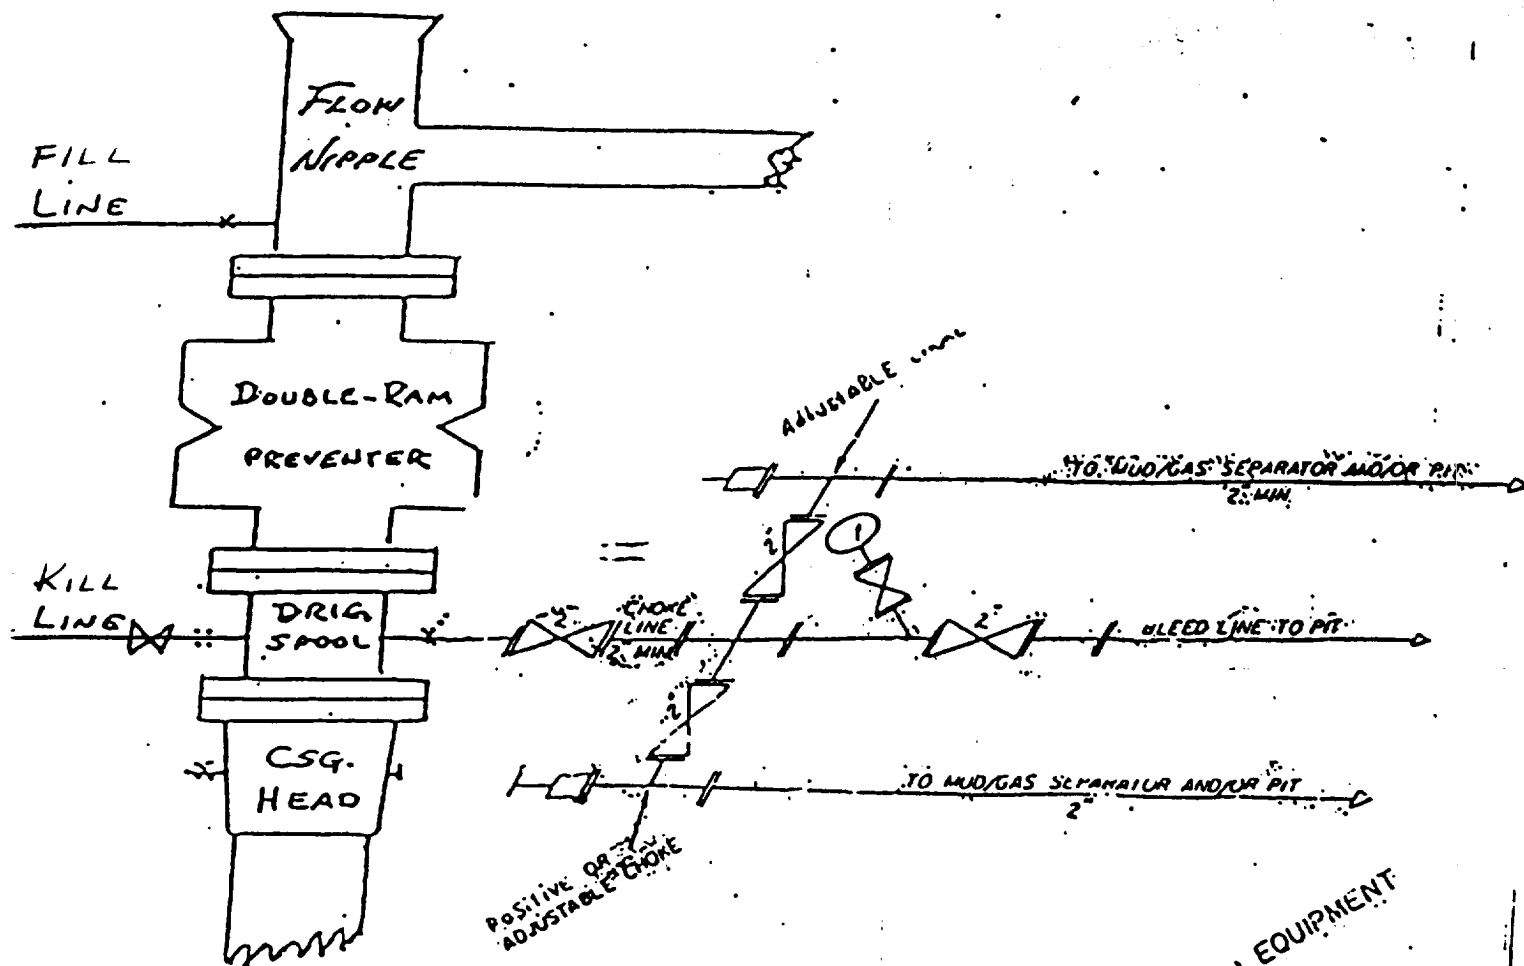 FLOW
NIPPLE
FILL
LINE
DOUBLE-RAM
PREVENTER
ADJUSTABLE
TO MUD/GAS SEPARATOR AND/OR PIT
2" MIN
2"
1
KILL
LINE
DRLG
SPOOL
2"
CHOKE
LINE
2" MIN
2"
BLEED LINE TO PIT
2"
CSG.
HEAD
TO MUD/GAS SEPARATOR AND/OR PIT
2"
POSITIVE OR
ADJUSTABLE CHOKE
EQUIPMENT